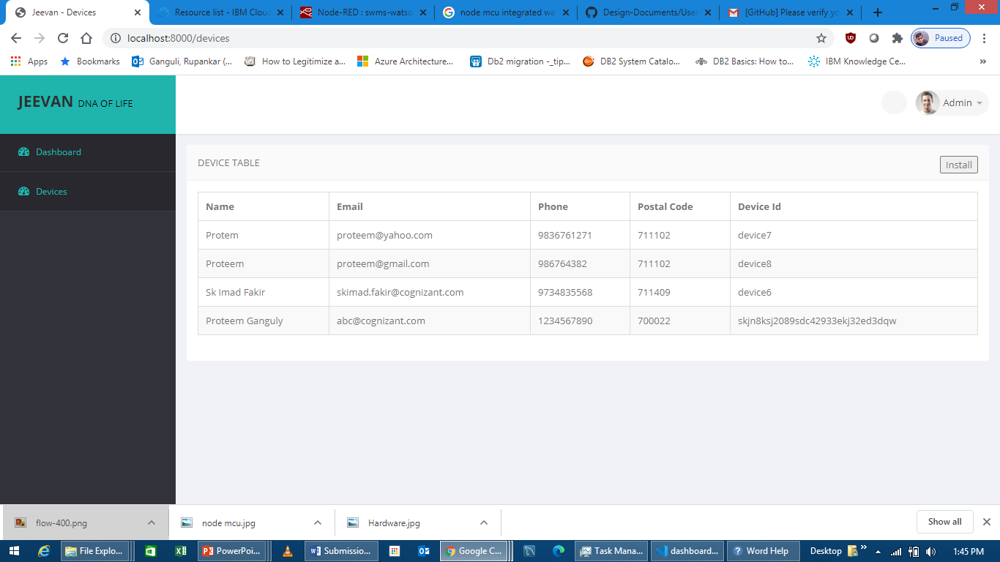 Jeevan - Devices
Resource list - IBM Clou
Node-RED : swms-watso
node mcu integrated wa
Design-Documents/Use
[GitHub] Please verify yo
localhost:8000/devices
Paused
Apps
Bookmarks
Ganguli, Rupankar (...
How to Legitimize a...
Azure Architecture...
Db2 migration -_tip...
DB2 System Catalo...
DB2 Basics: How to...
IBM Knowledge Ce...
»
JEEVAN DNA OF LIFE
Admin
Dashboard
Devices
DEVICE TABLE
Install
Name Email Phone Postal Code Device Id
Protem proteem@yahoo.com 9836761271 711102 device7
Proteem proteem@gmail.com 986764382 711102 device8
Sk Imad Fakir skimad.fakir@cognizant.com 9734835568 711409 device6
Proteem Ganguly abc@cognizant.com 1234567890 700022 skjn8ksj2089sdc42933ekj32ed3dqw
flow-400.png
node mcu.jpg
Hardware.jpg
Show all
File Explo...
PowerPoi...
Submissio...
Google C...
Task Mana...
dashboard...
Word Help
Desktop
»
1:45 PM